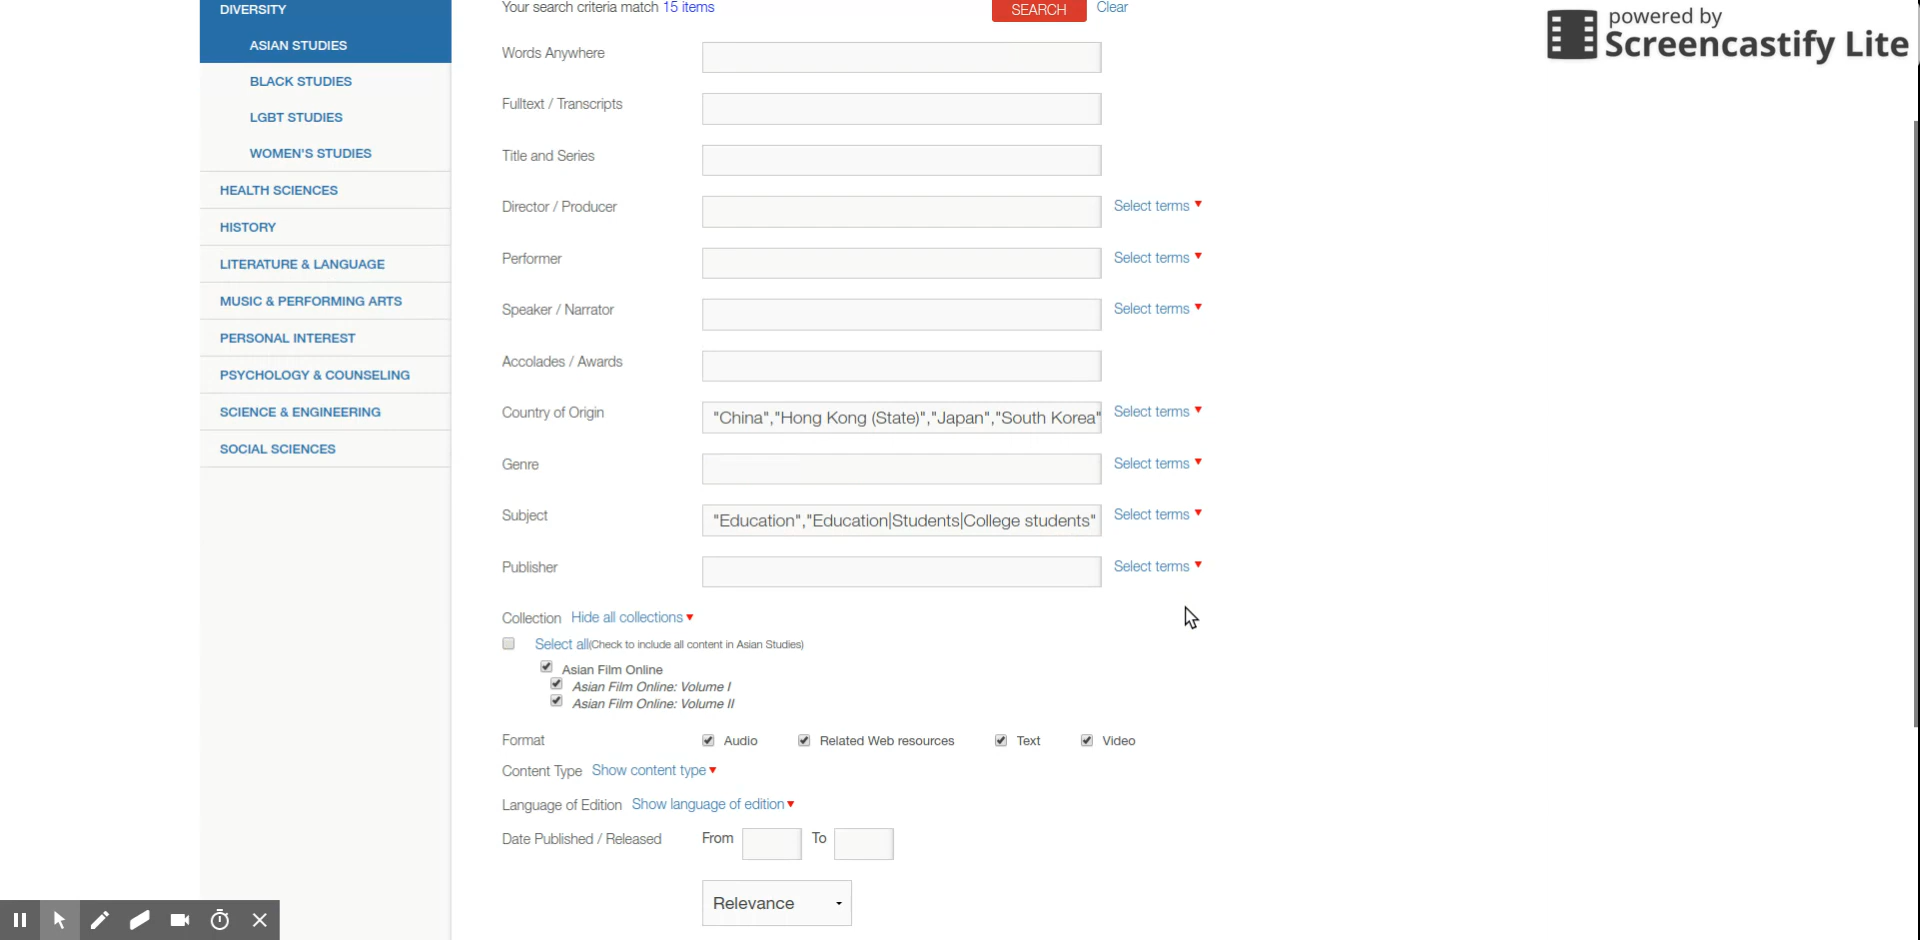 DIVERSITY
ASIAN STUDIES
BLACK STUDIES
LGBT STUDIES
WOMEN'S STUDIES
HEALTH SCIENCES
HISTORY
LITERATURE & LANGUAGE
MUSIC & PERFORMING ARTS
PERSONAL INTEREST
PSYCHOLOGY & COUNSELING
SCIENCE & ENGINEERING
SOCIAL SCIENCES
Your search criteria match 15 items
SEARCH Clear
Words Anywhere
Fulltext / Transcripts
Title and Series
Director / Producer Select terms
Performer Select terms
Speaker / Narrator Select terms
Accolades / Awards
Country of Origin "China","Hong Kong (State)","Japan","South Korea" Select terms
Genre Select terms
Subject "Education","Education|Students|College students" Select terms
Publisher Select terms
Collection Hide all collections
Select all(Check to include all content in Asian Studies)
Asian Film Online
Asian Film Online: Volume I
Asian Film Online: Volume II
Format Audio Related Web resources Text Video
Content Type Show content type
Language of Edition Show language of edition
Date Published / Released From To
Relevance
powered by
Screencastify Lite